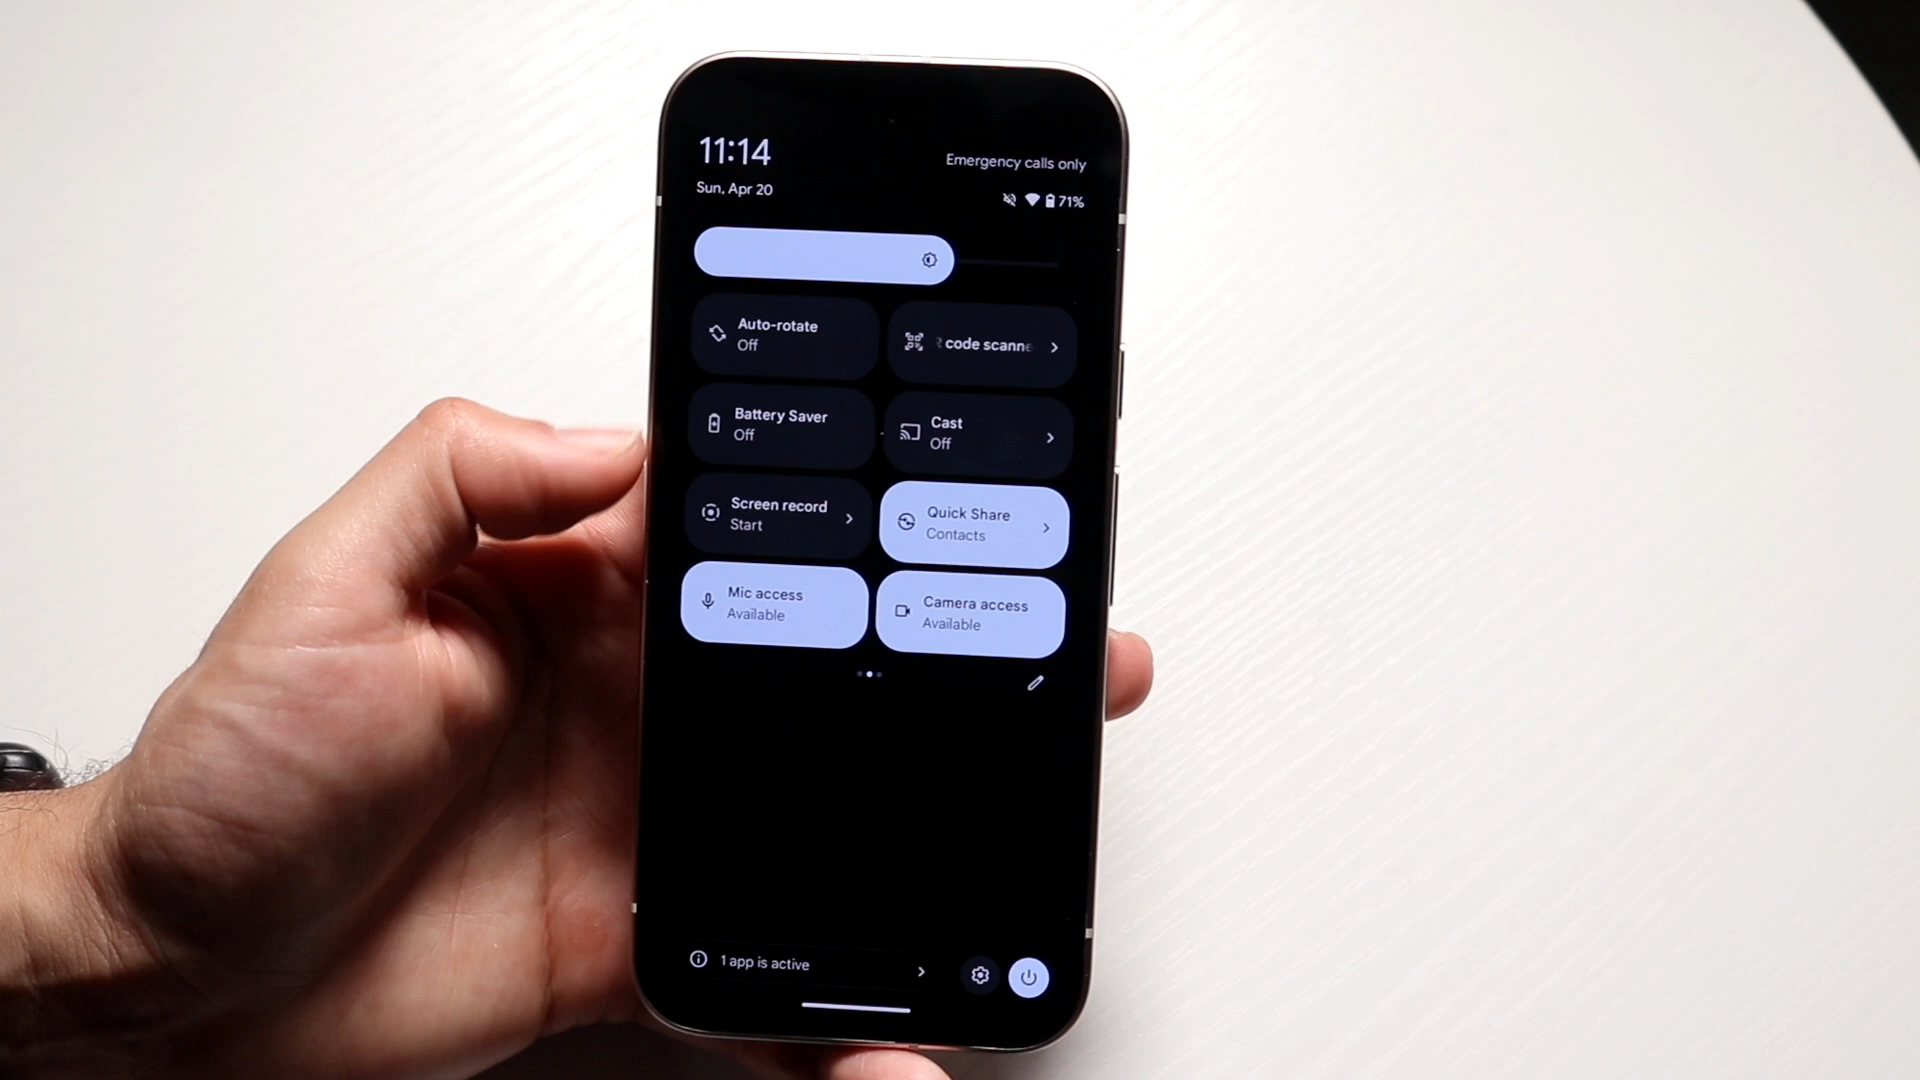 11:14
Emergency calls only
Sun, Apr 20
71%
Auto-rotate
Off
code scanne
Battery Saver
Off
Cast
Off
Screen record
Start
Quick Share
Contacts
Mic access
Available
Camera access
Available
1 app is active